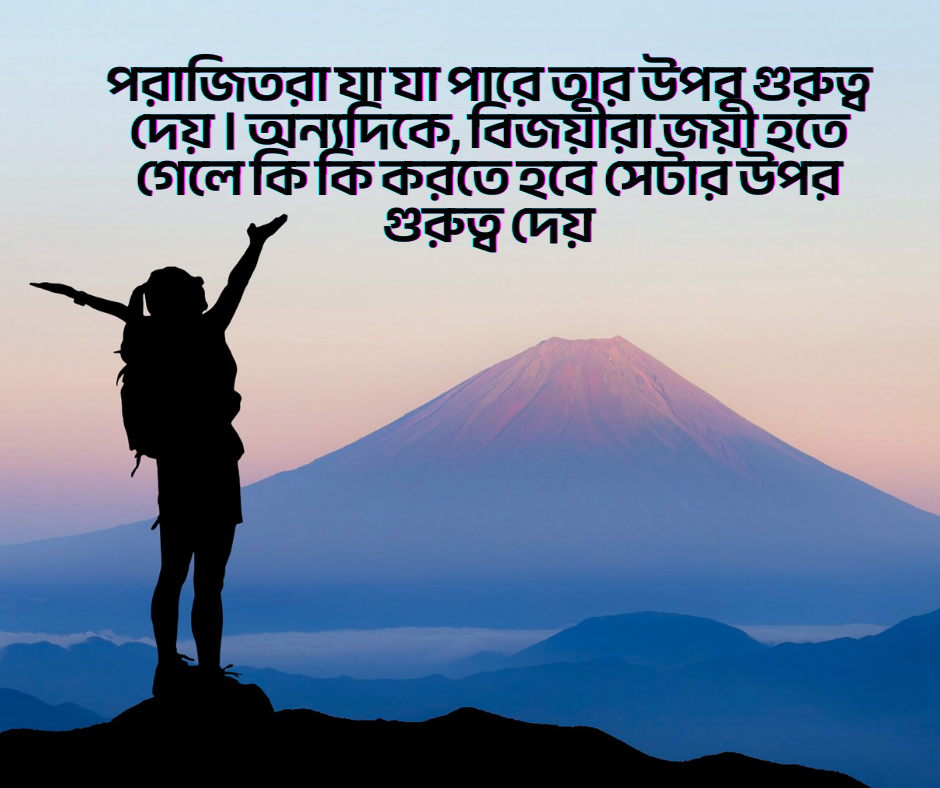 পরাজিতরা যা যা পারে তার উপর গুরুত্ব
দেয় | অন্যদিকে, বিজয়ীরা জয়ী হতে
গেলে কি কি করতে হবে সেটার উপর
গুরুত্ব দেয়